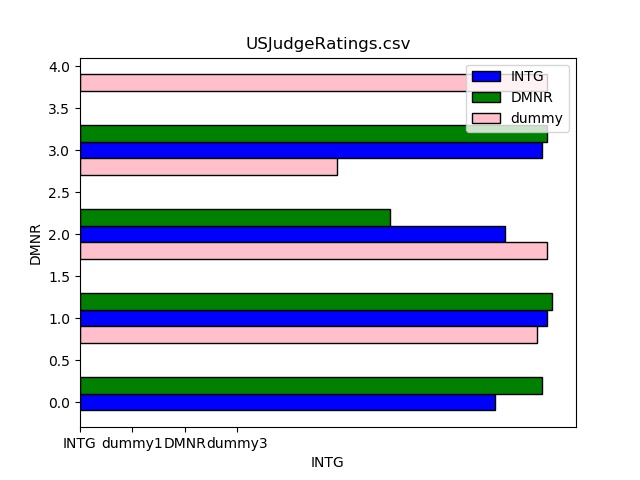 USJudgeRatings.csv
INTG
DMNR
dummy
4.0
3.5
3.0
2.5
2.0
1.5
1.0
0.5
0.0
DMNR
INTG dummy1 DMNR dummy3
INTG